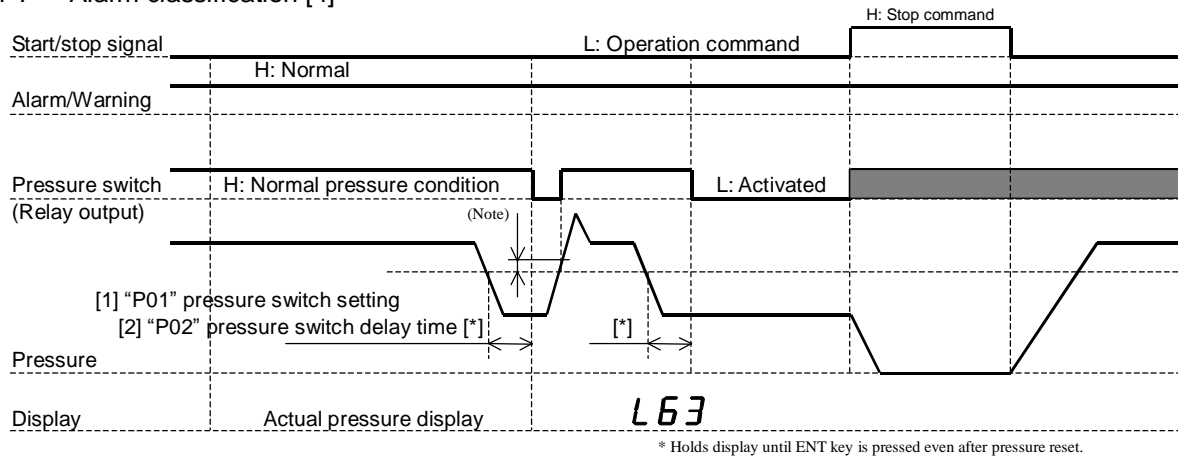 Alarm classification [4]
H: Stop command
Start/stop signal
L: Operation command
H: Normal
Alarm/Warning
Pressure switch
(Relay output)
H: Normal pressure condition
L: Activated
(Note)
[1] “P01” pressure switch setting
[2] “P02” pressure switch delay time [*]
[*]
Pressure
Display
Actual pressure display
L63
* Holds display until ENT key is pressed even after pressure reset.